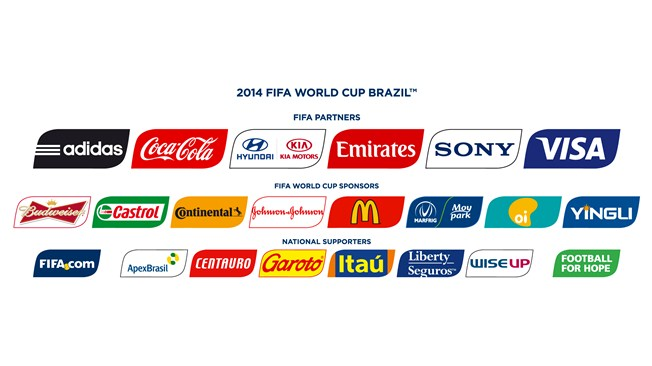 2014 FIFA WORLD CUP BRAZIL™
FIFA PARTNERS
adidas Coca-Cola HYUNDAI KIA KIA MOTORS Emirates SONY VISA
FIFA WORLD CUP SPONSORS
Budweiser Castrol Continental Johnson & Johnson M MARFRIG Moy park oi YINGLI
NATIONAL SUPPORTERS
FIFA.com ApexBrasil CENTAURO Garoto Itaú Liberty Seguros WISE UP FOOTBALL FOR HOPE